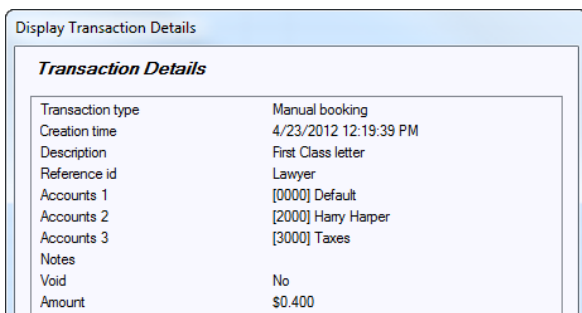 Display Transaction Details
Transaction Details
Transaction type Manual booking
Creation time 4/23/2012 12:19:39 PM
Description First Class letter
Reference id Lawyer
Accounts 1 [0000] Default
Accounts 2 [2000] Harry Harper
Accounts 3 [3000] Taxes
Notes
Void No
Amount $0.400